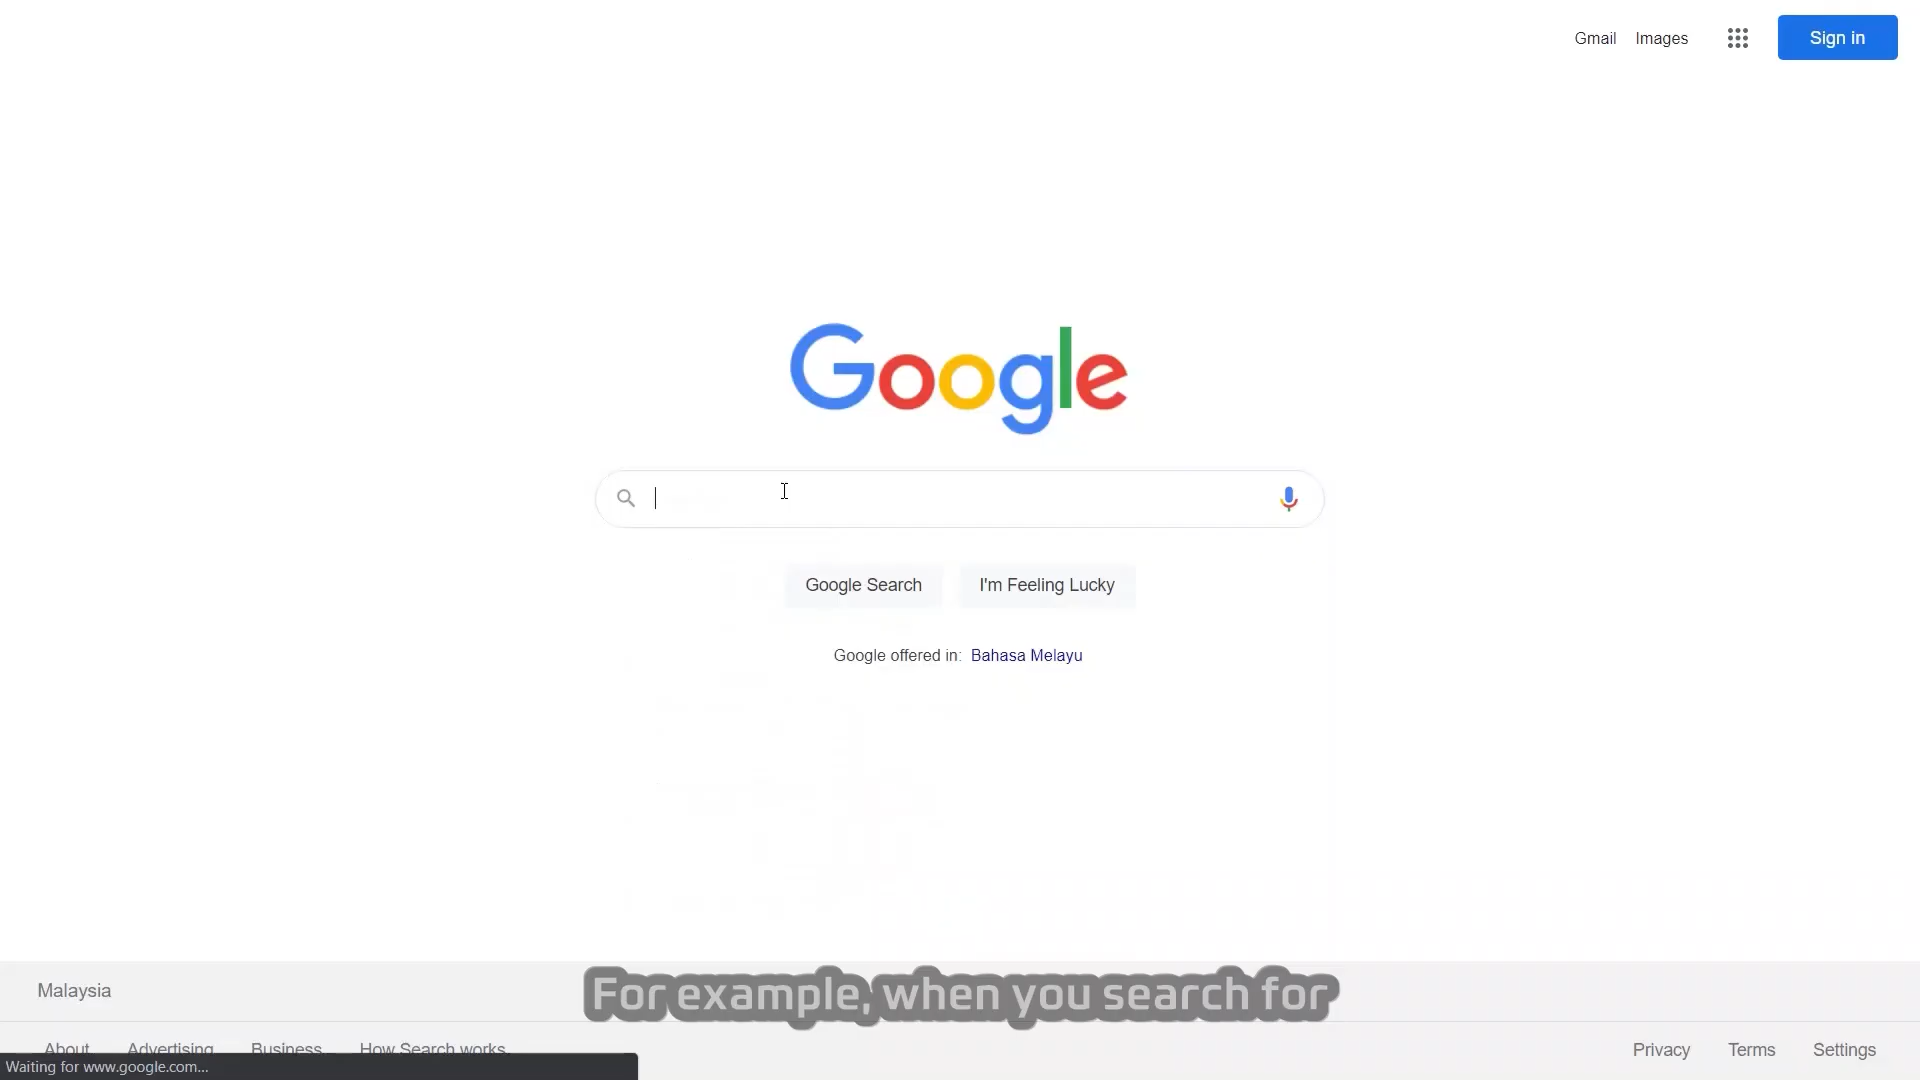 Gmail Images Sign in
Google
Google Search I'm Feeling Lucky
Google offered in: Bahasa Melayu
Malaysia
For example, when you search for
About Advertising Business How Search works
Privacy Terms Settings
Waiting for www.google.com...